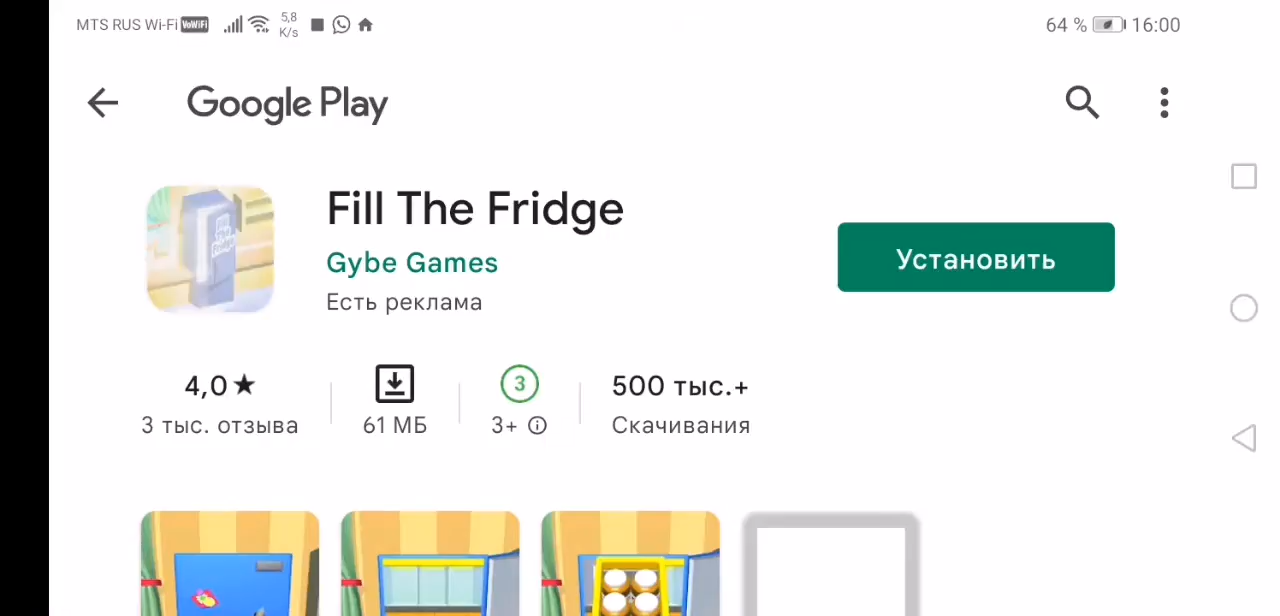 MTS RUS Wi-Fi VoWiFi 5,8 K/s 64 % 16:00
Google Play
Fill The Fridge
Gybe Games
Установить
Есть реклама
4,0 3 500 тыс.+
3 тыс. отзыва 61 МБ 3+ Скачивания